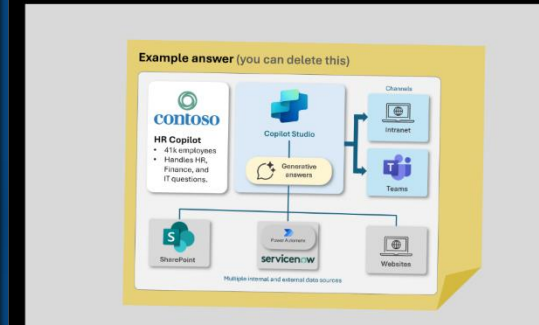 Example answer (you can delete this)
contoso
HR Copilot
• 41k employees
• Handles HR,
Finance, and
IT questions.
Copilot Studio
Generative
answers
Channels
Intranet
Teams
SharePoint
Power Automate
servicenow
Websites
Multiple internal and external data sources